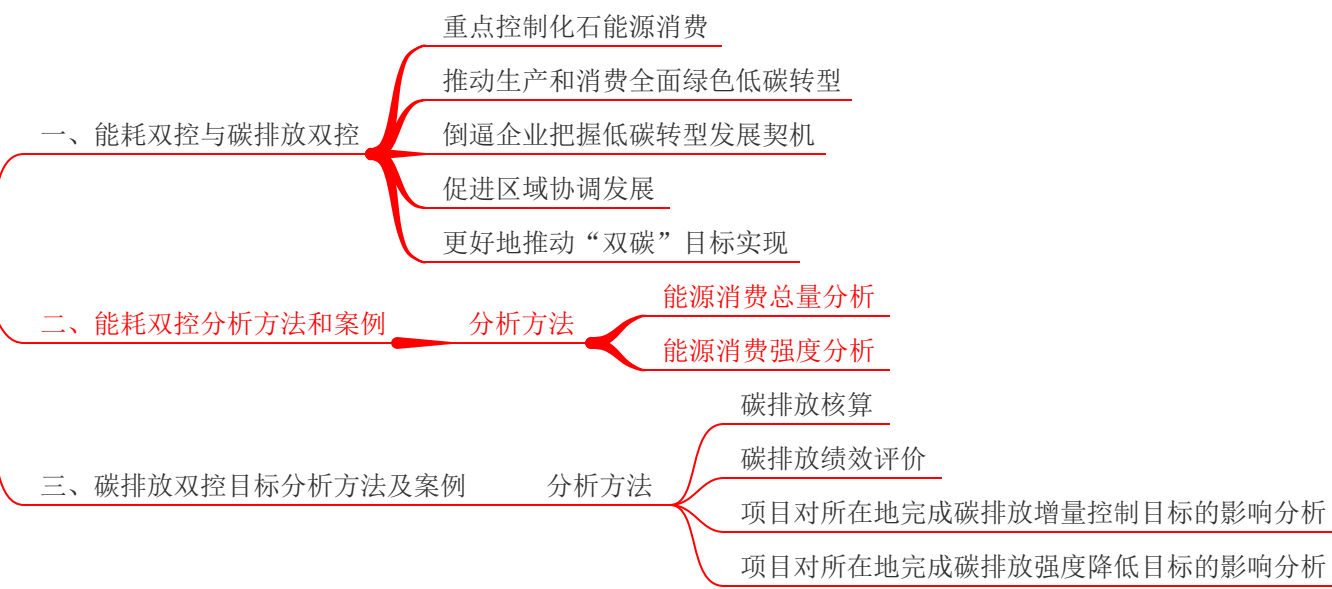 重点控制化石能源消费
推动生产和消费全面绿色低碳转型
一、能耗双控与碳排放双控
倒逼企业把握低碳转型发展契机
促进区域协调发展
更好地推动“双碳”目标实现
能源消费总量分析
二、能耗双控分析方法和案例
分析方法
能源消费强度分析
碳排放核算
碳排放绩效评价
三、碳排放双控目标分析方法及案例
分析方法
项目对所在地完成碳排放增量控制目标的影响分析
项目对所在地完成碳排放强度降低目标的影响分析